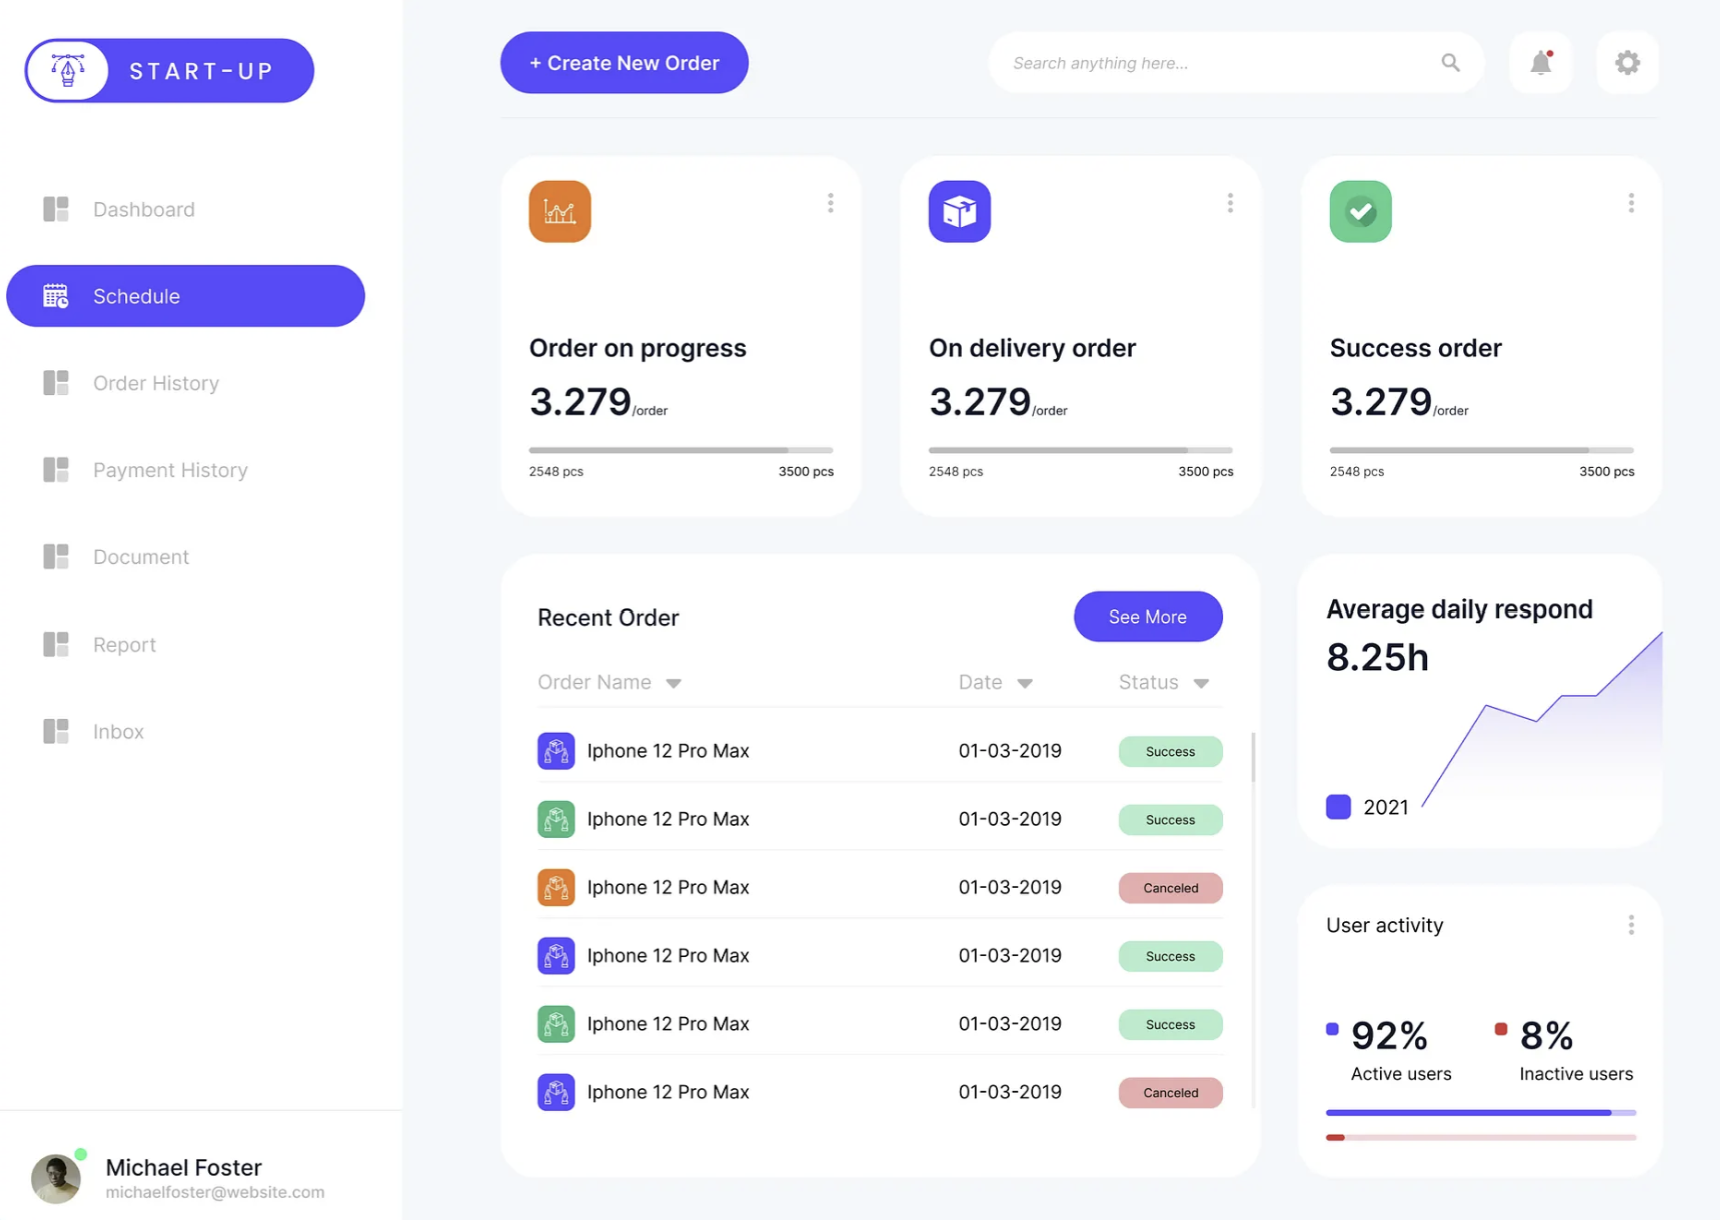 START-UP
Dashboard
Schedule
Order History
Payment History
Document
Report
Inbox
Michael Foster
michaelfoster@website.com
+ Create New Order
Search anything here...
Order on progress
3.279/order
2548 pcs 3500 pcs
On delivery order
3.279/order
2548 pcs 3500 pcs
Success order
3.279/order
2548 pcs 3500 pcs
Recent Order See More
Order Name Date Status
Iphone 12 Pro Max 01-03-2019 Success
Iphone 12 Pro Max 01-03-2019 Success
Iphone 12 Pro Max 01-03-2019 Canceled
Iphone 12 Pro Max 01-03-2019 Success
Iphone 12 Pro Max 01-03-2019 Success
Iphone 12 Pro Max 01-03-2019 Canceled
Average daily respond
8.25h
2021
User activity
92% 8%
Active users Inactive users